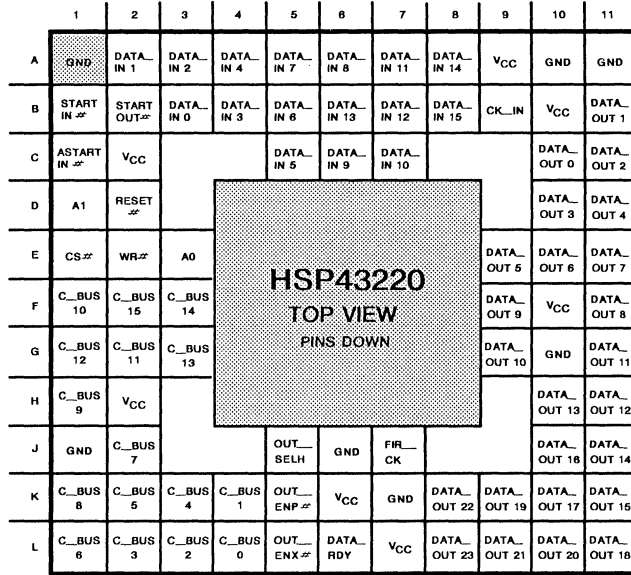 1 2 3 4 5 6 7 8 9 10 11
A GND DATA_ DATA_ DATA_ DATA_ DATA_ DATA_ DATA_ VCC GND GND
IN 1 IN 2 IN 4 IN 7 IN 8 IN 11 IN 14
B START START DATA_ DATA_ DATA_ DATA_ DATA_ DATA_ CK_IN VCC DATA_
IN # OUT# IN 0 IN 3 IN 6 IN 13 IN 12 IN 15 OUT 1
C ASTART VCC DATA_ DATA_ DATA_ DATA_ DATA_
IN # IN 5 IN 9 IN 10 OUT 0 OUT 2
D A1 RESET DATA_ DATA_
# OUT 3 OUT 4
E CS# WR# A0 DATA_ DATA_ DATA_
OUT 5 OUT 6 OUT 7
HSP43220
TOP VIEW
PINS DOWN
F C_BUS C_BUS C_BUS DATA_ VCC DATA_
10 15 14 OUT 9 OUT 8
G C_BUS C_BUS C_BUS DATA_ GND DATA_
12 11 13 OUT 10 OUT 11
H C_BUS VCC DATA_ DATA_
9 OUT 13 OUT 12
J GND C_BUS OUT_ GND FIR_ DATA_ DATA_
7 SELH CK OUT 16 OUT 14
K C_BUS C_BUS C_BUS C_BUS OUT_ VCC GND DATA_ DATA_ DATA_ DATA_
8 5 4 1 ENP# OUT 22 OUT 19 OUT 17 OUT 15
L C_BUS C_BUS C_BUS C_BUS OUT_ DATA_ VCC DATA_ DATA_ DATA_ DATA_
6 3 2 0 ENX# RDY OUT 23 OUT 21 OUT 20 OUT 18